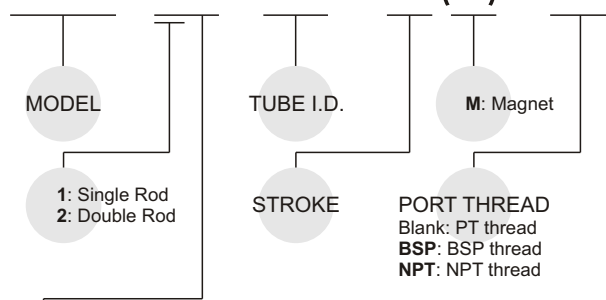 MODEL
TUBE I.D.
M: Magnet
1: Single Rod
2: Double Rod
STROKE
PORT THREAD
Blank: PT thread
BSP: BSP thread
NPT: NPT thread